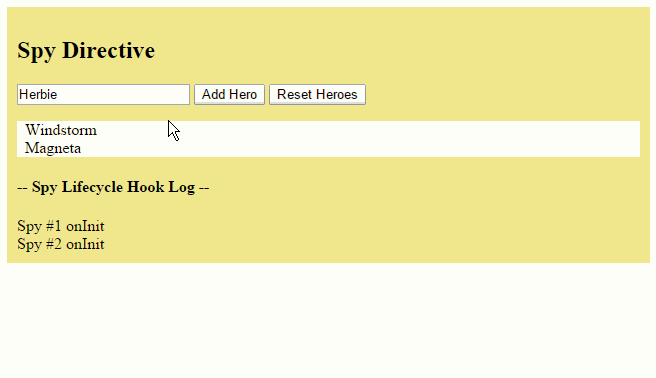 Spy Directive
Herbie Add Hero Reset Heroes
Windstorm
Magneta
-- Spy Lifecycle Hook Log --
Spy #1 onInit
Spy #2 onInit